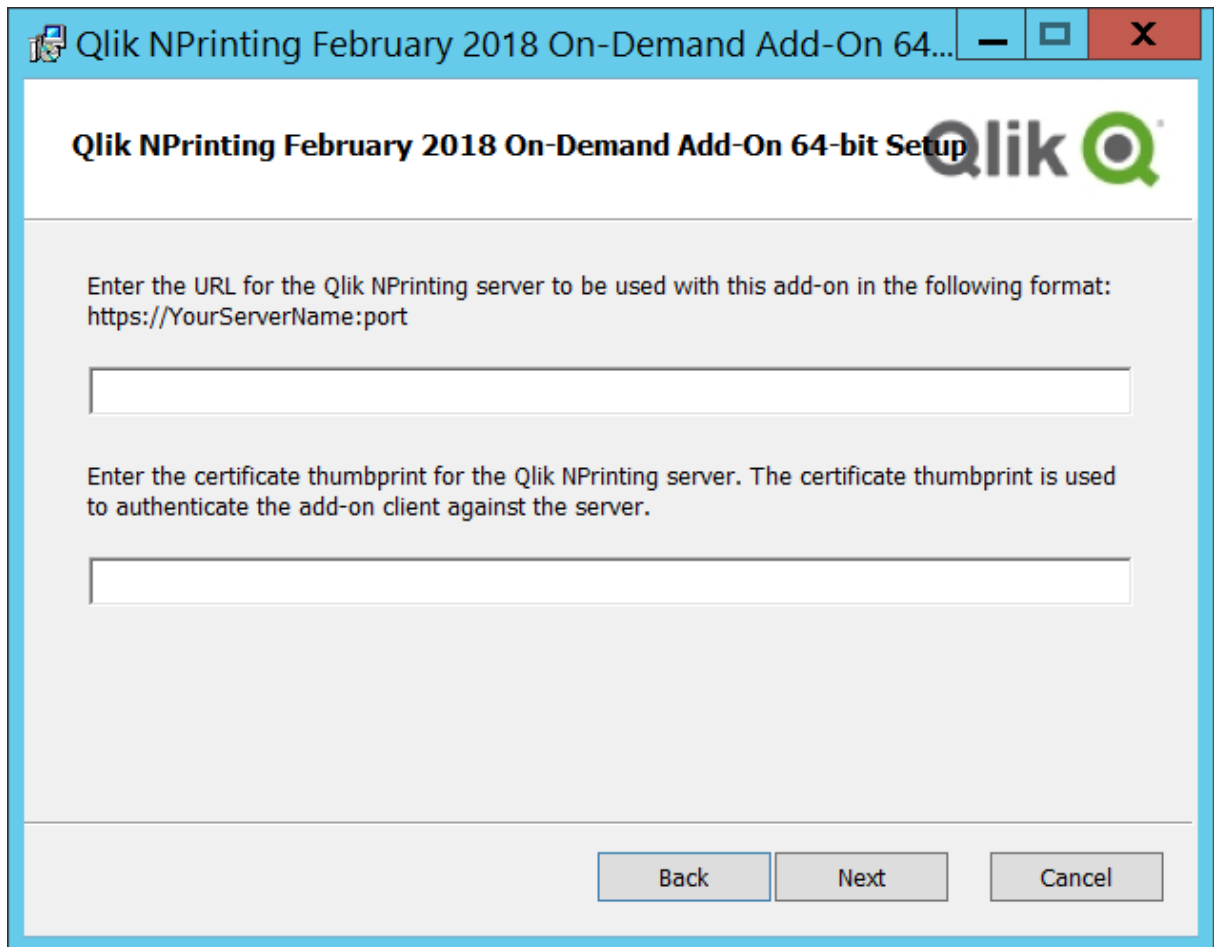 Qlik NPrinting February 2018 On-Demand Add-On 64...
Qlik NPrinting February 2018 On-Demand Add-On 64-bit Setup
Qlik
Enter the URL for the Qlik NPrinting server to be used with this add-on in the following format:
https://YourServerName:port
Enter the certificate thumbprint for the Qlik NPrinting server. The certificate thumbprint is used
to authenticate the add-on client against the server.
Back Next Cancel